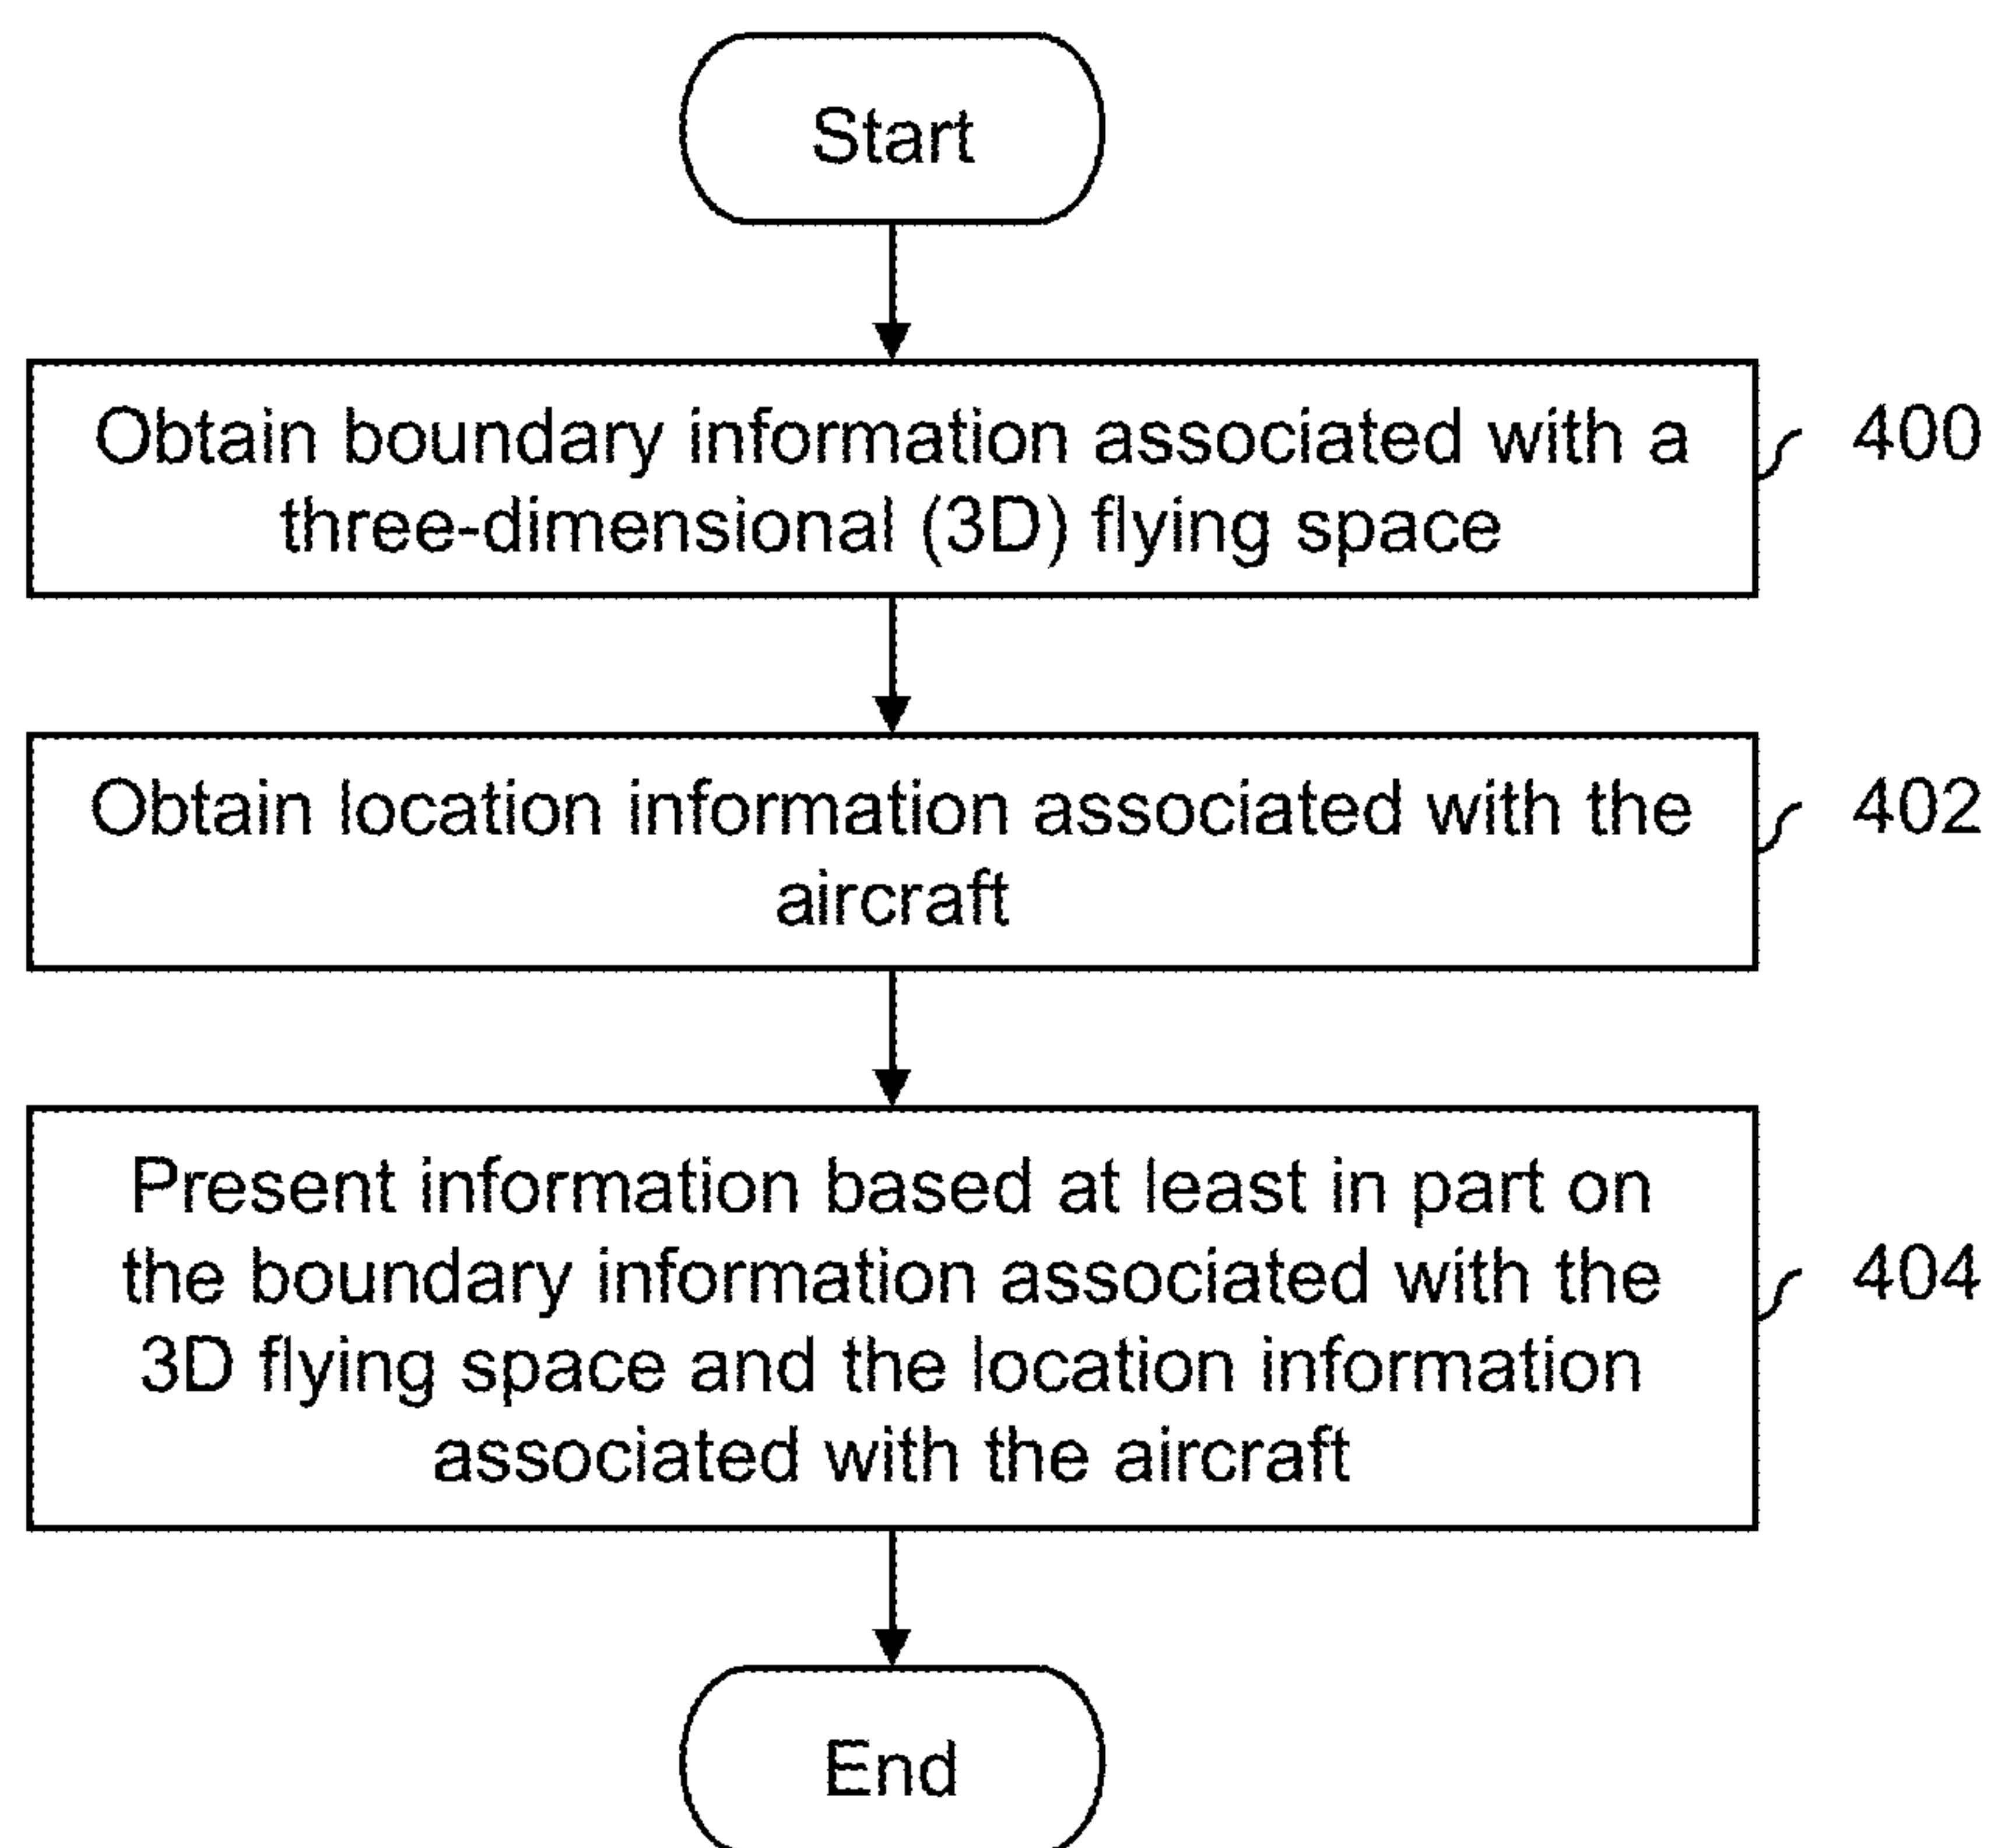 Start
Obtain boundary information associated with a
three-dimensional (3D) flying space
400
Obtain location information associated with the
aircraft
402
Present information based at least in part on
the boundary information associated with the
3D flying space and the location information
associated with the aircraft
404
End